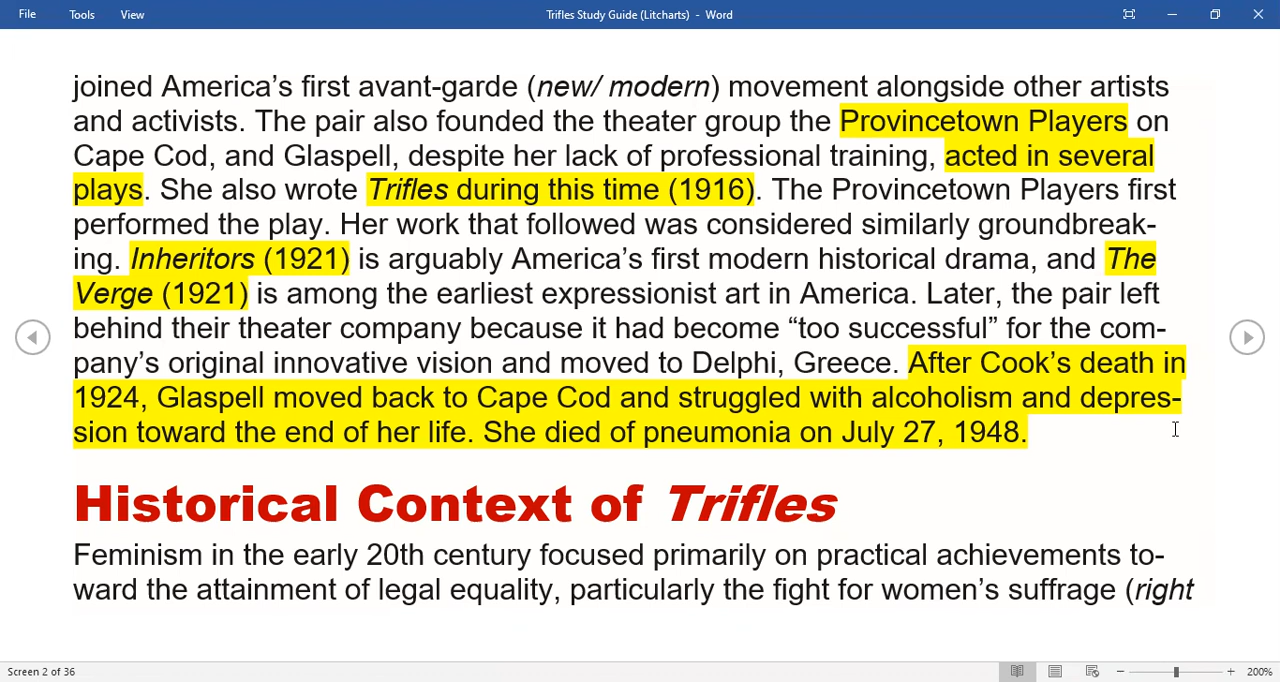 File Tools View Trifles Study Guide (Litcharts) - Word
joined America’s first avant-garde (new/ modern) movement alongside other artists
and activists. The pair also founded the theater group the Provincetown Players on
Cape Cod, and Glaspell, despite her lack of professional training, acted in several
plays. She also wrote Trifles during this time (1916). The Provincetown Players first
performed the play. Her work that followed was considered similarly groundbreak-
ing. Inheritors (1921) is arguably America’s first modern historical drama, and The
Verge (1921) is among the earliest expressionist art in America. Later, the pair left
behind their theater company because it had become “too successful” for the com-
pany’s original innovative vision and moved to Delphi, Greece. After Cook’s death in
1924, Glaspell moved back to Cape Cod and struggled with alcoholism and depres-
sion toward the end of her life. She died of pneumonia on July 27, 1948.
Historical Context of Trifles
Feminism in the early 20th century focused primarily on practical achievements to-
ward the attainment of legal equality, particularly the fight for women’s suffrage (right
Screen 2 of 36 200%